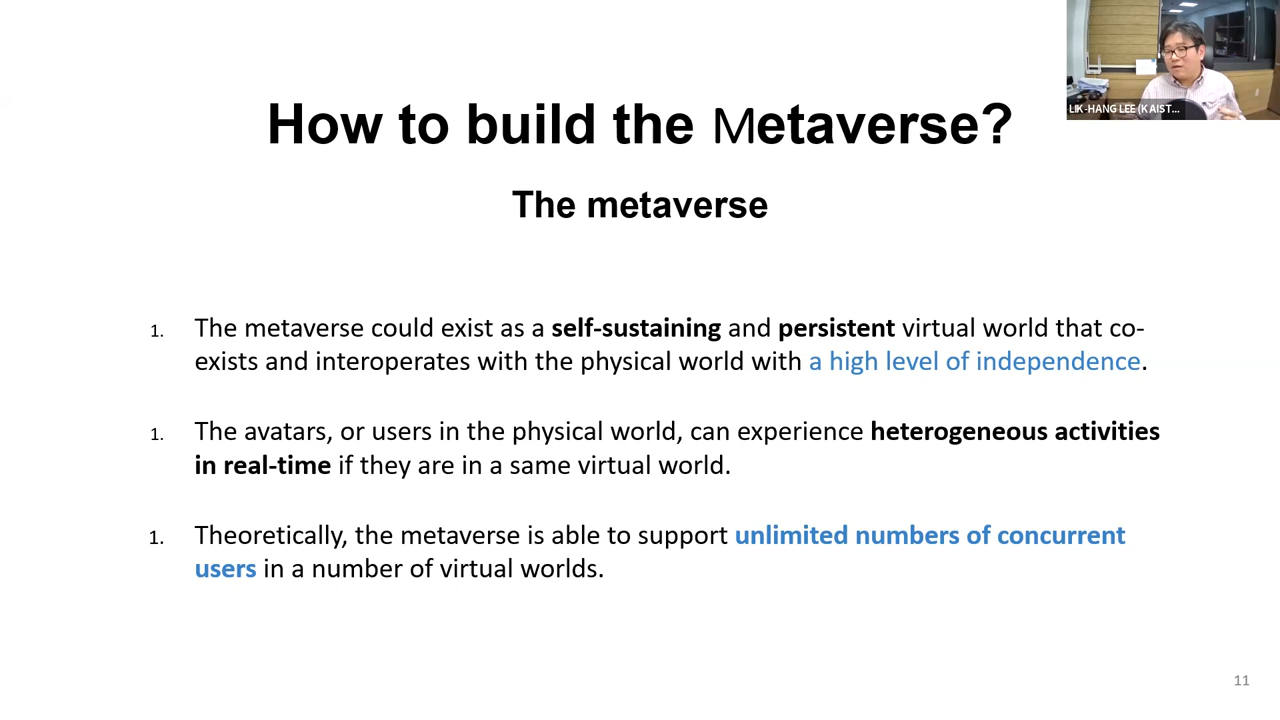 LIK-HANG LEE (KAIST...
How to build the Metaverse?
The metaverse
1. The metaverse could exist as a self-sustaining and persistent virtual world that co-
exists and interoperates with the physical world with a high level of independence.
1. The avatars, or users in the physical world, can experience heterogeneous activities
in real-time if they are in a same virtual world.
1. Theoretically, the metaverse is able to support unlimited numbers of concurrent
users in a number of virtual worlds.
11